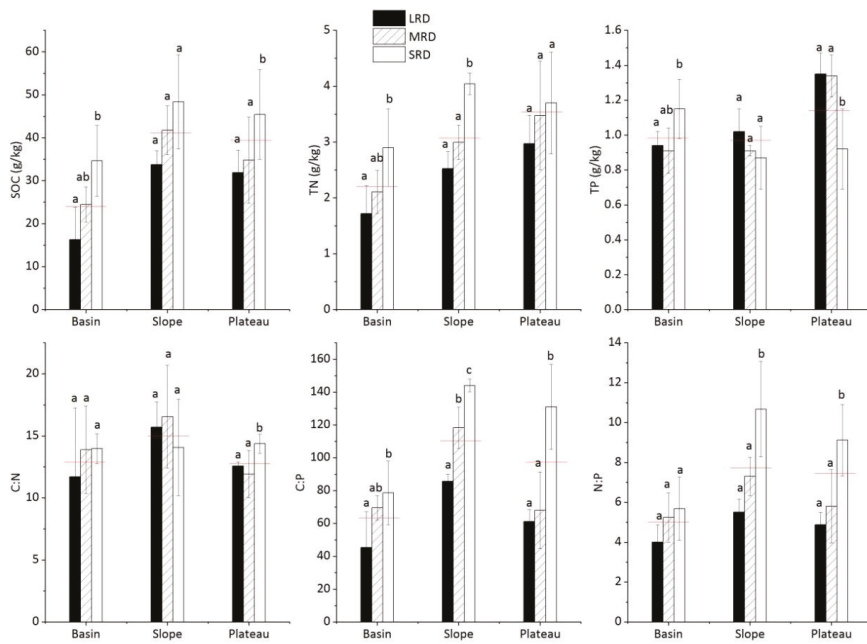 LRD
MRD
SRD
SOC (g/kg)
65
60
50
40
30
20
10
0
a ab b
a a a
a a b
Basin Slope Plateau
TN (g/kg)
5
4
3
2
1
0
a ab b
a a b
a a a
Basin Slope Plateau
TP (g/kg)
1.6
1.4
1.2
1.0
0.8
0.6
0.4
0.2
0.0
a ab b
a a a
a a b
Basin Slope Plateau
C:N
20
15
10
5
0
a a a
a a a
a a b
Basin Slope Plateau
C:P
160
140
120
100
80
60
40
20
0
a ab b
a b c
a a b
Basin Slope Plateau
N:P
14
12
10
8
6
4
2
0
a a a
a a b
a a b
Basin Slope Plateau